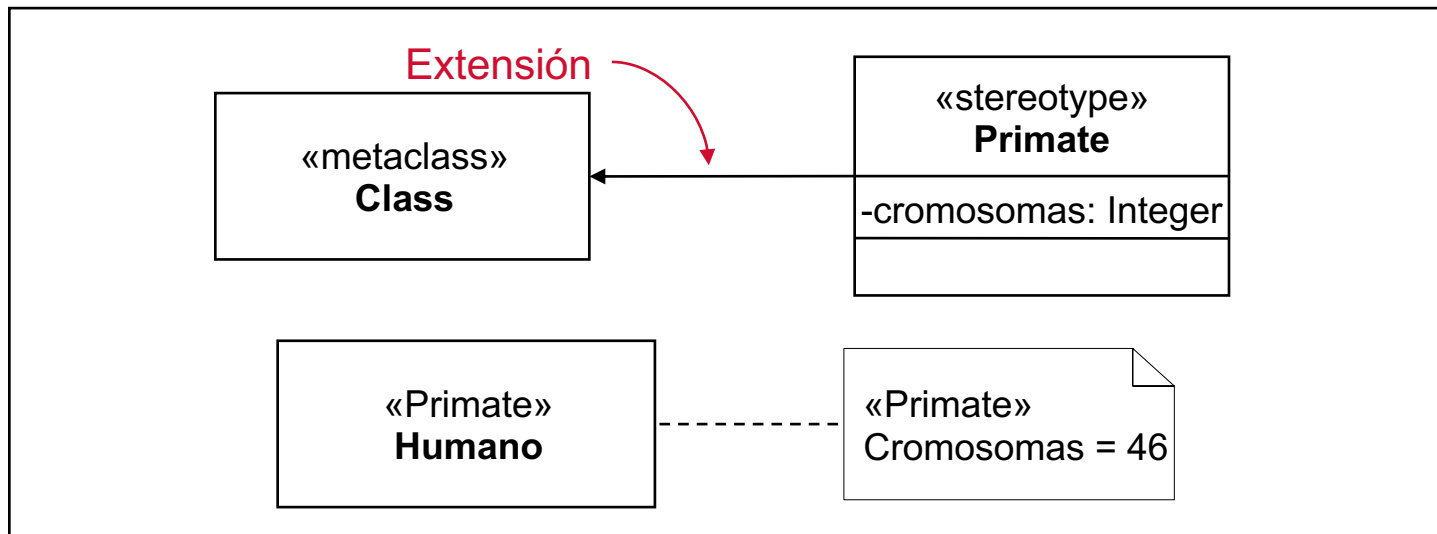 Extensión
«metaclass»
Class
«stereotype»
Primate
-cromosomas: Integer
«Primate»
Humano
«Primate»
Cromosomas = 46